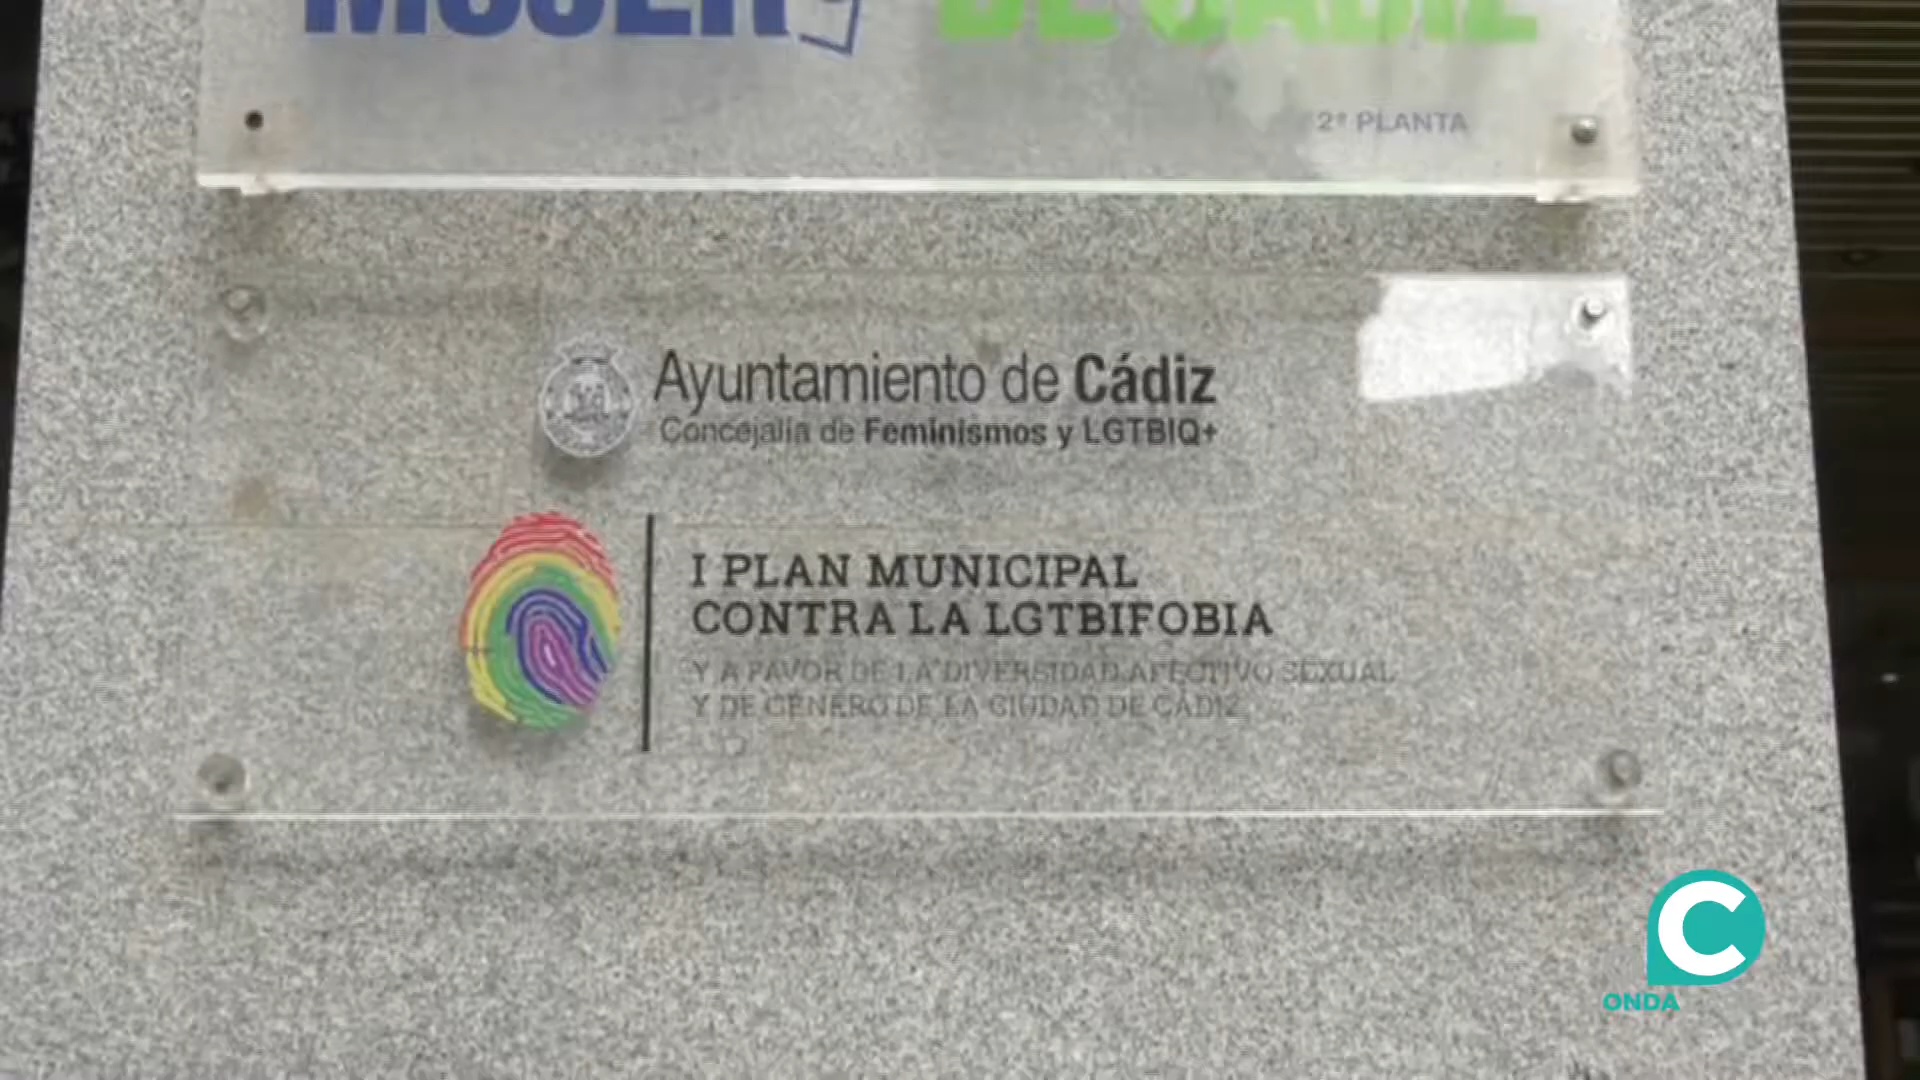 MUJER
DE CÁDIZ
2ª PLANTA
Ayuntamiento de Cádiz
Concejalía de Feminismos y LGTBIQ+
I PLAN MUNICIPAL
CONTRA LA LGTBIFOBIA
Y A FAVOR DE LA DIVERSIDAD AFECTIVO SEXUAL
Y DE GÉNERO DE LA CIUDAD DE CÁDIZ
C
ONDA